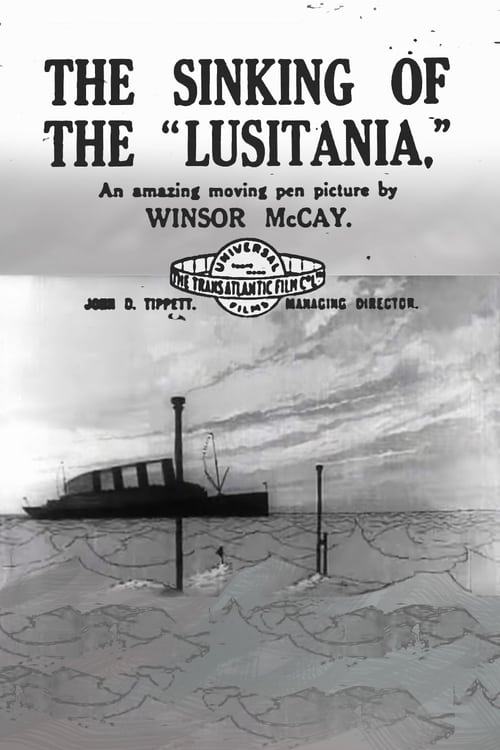 THE SINKING OF
THE "LUSITANIA,"
An amazing moving pen picture by
WINSOR McCAY.
UNIVERSAL
THE TRANSATLANTIC FILM Co. Ltd.
FILMS
JOHN D. TIPPETT. MANAGING DIRECTOR.